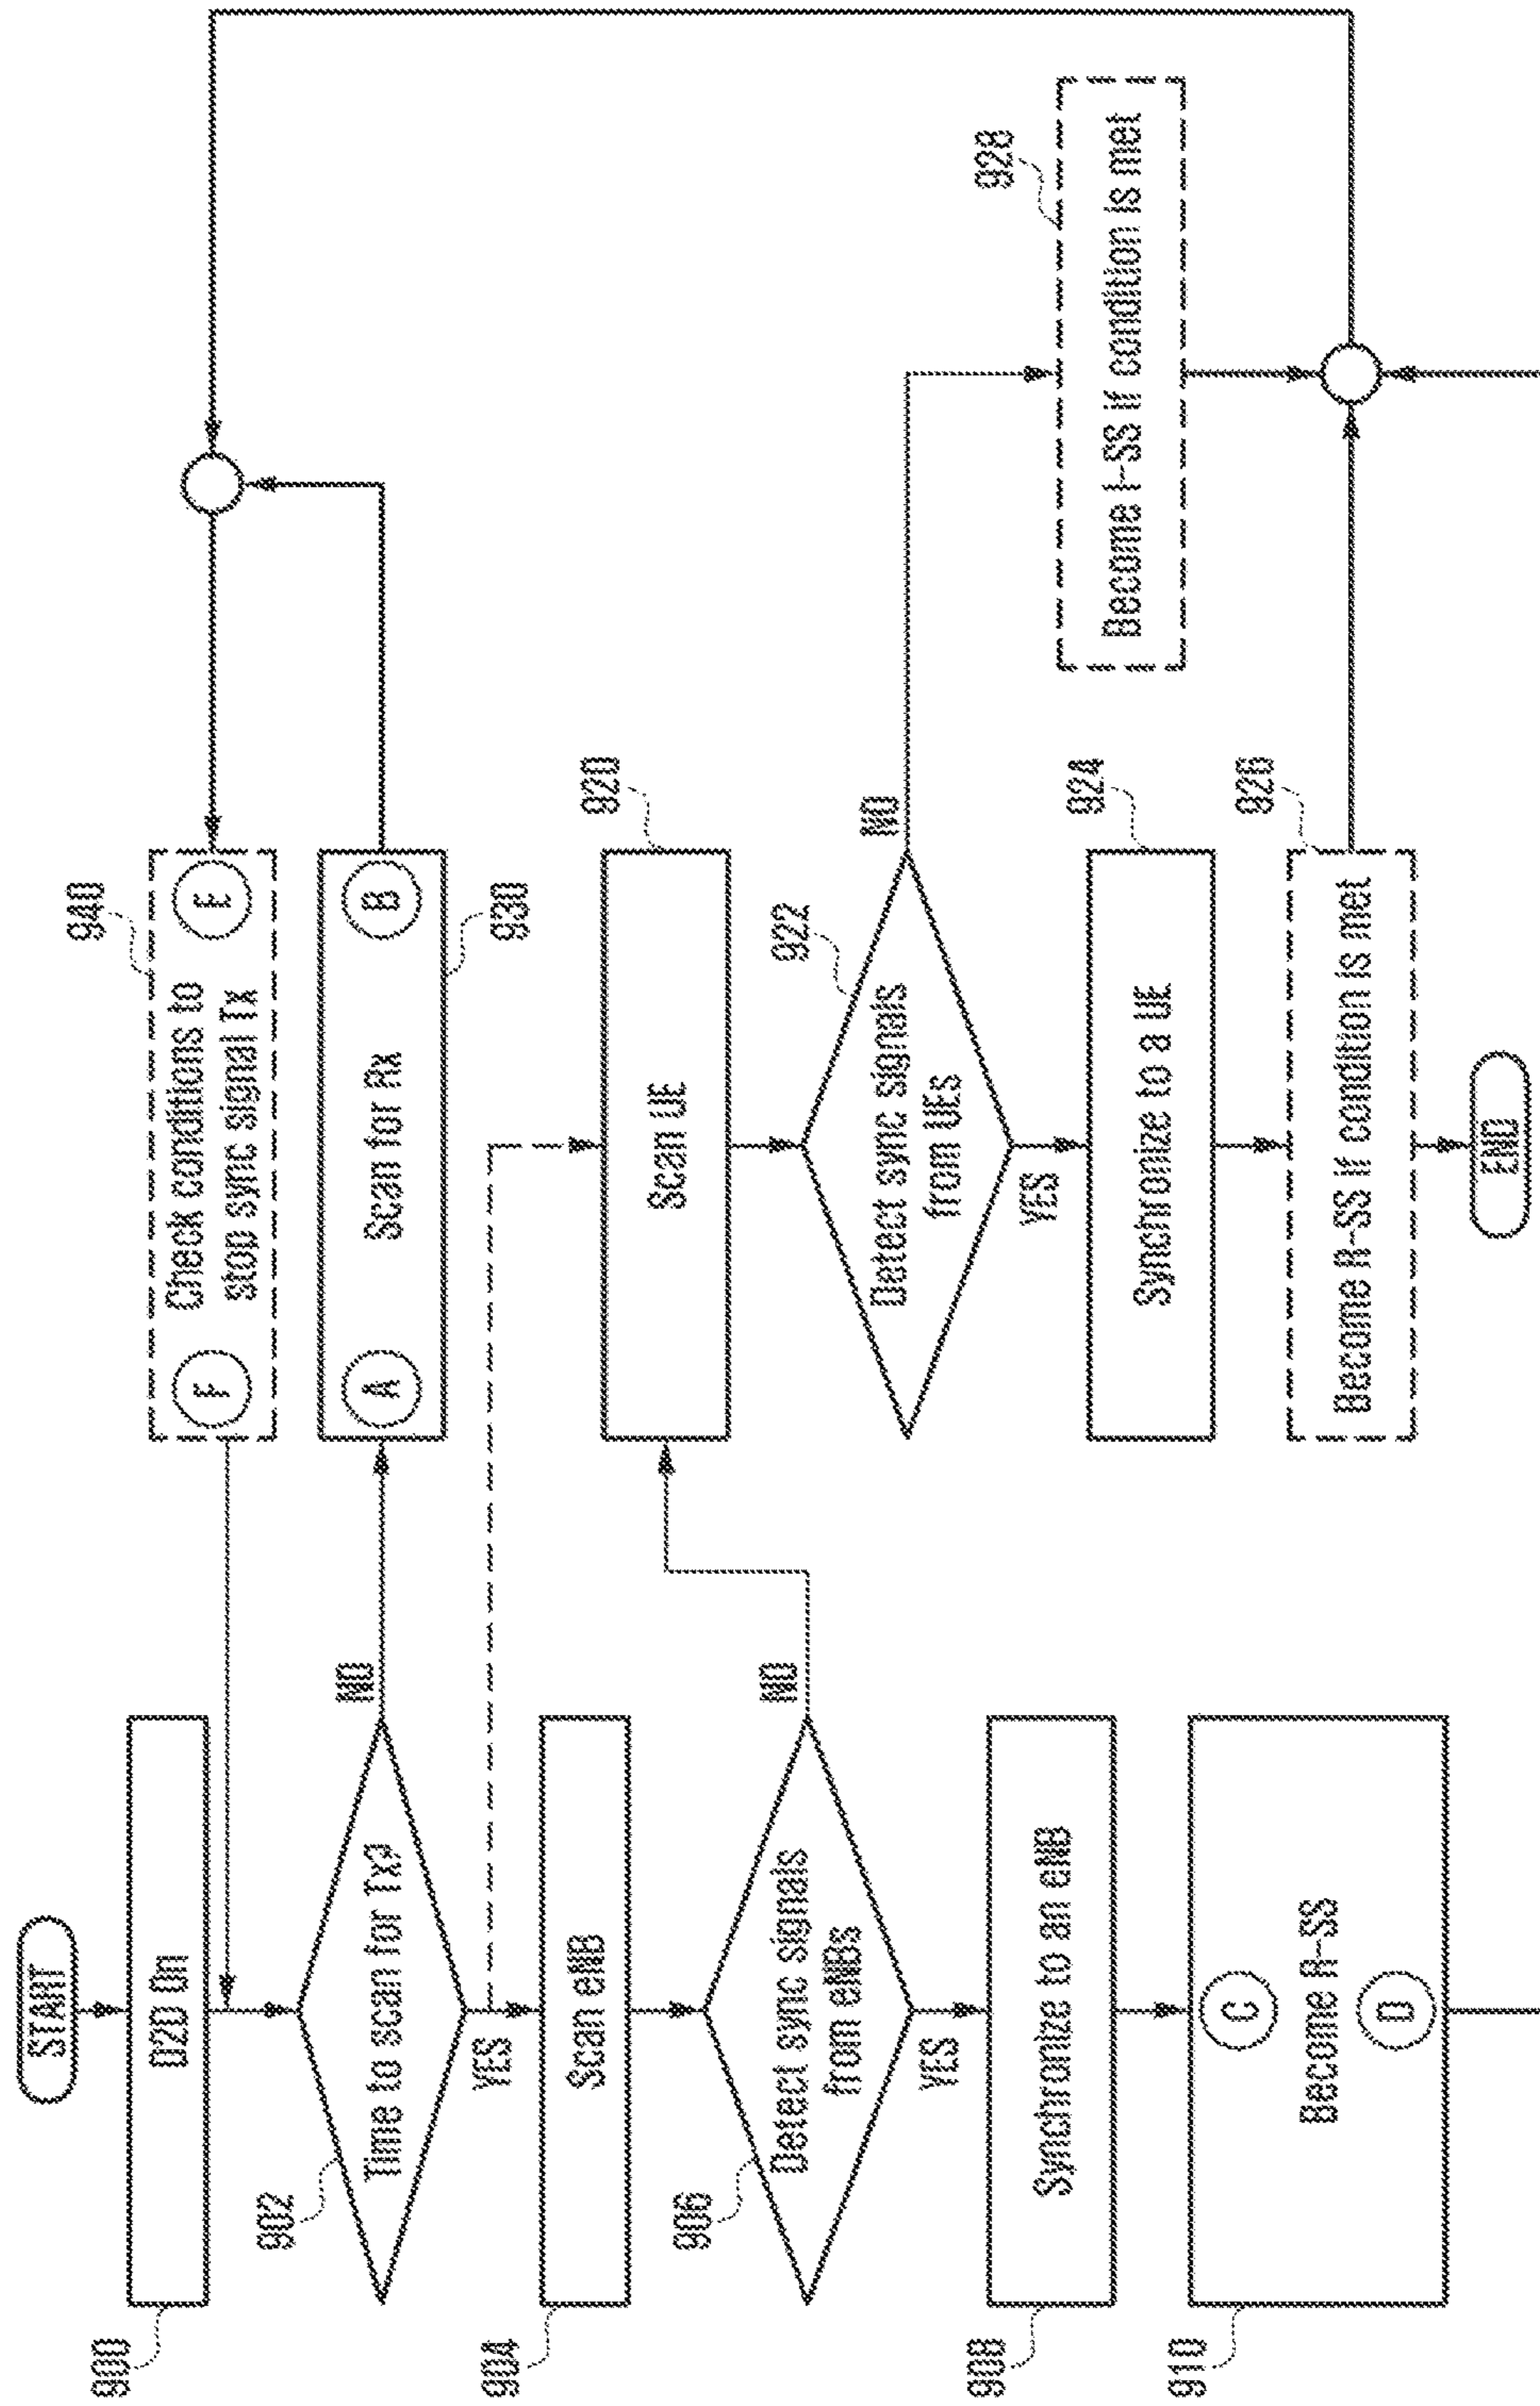 START
900
D2D On
902
Time to scan for Tx?
NO
YES
904
Scan eNB
906
Detect sync signals
from eNBs
NO
YES
908
Synchronize to an eNB
910
C
Become R-SS
D
940
F
Check conditions to
stop sync signal Tx
E
A
Scan for Rx
B
930
920
Scan UE
922
Detect sync signals
from UEs
NO
YES
924
Synchronize to a UE
926
Become R-SS if condition is met
END
928
Become I-SS if condition is met